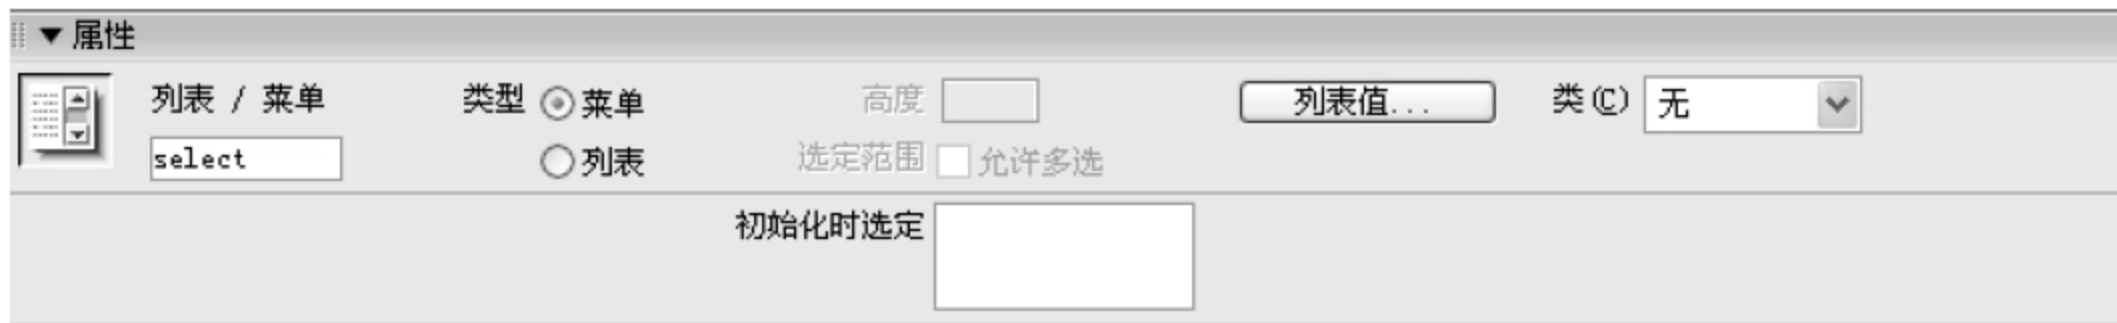 属性
列表 / 菜单 类型 菜单 高度 列表值... 类(C) 无
select 列表 选定范围 允许多选
初始化时选定